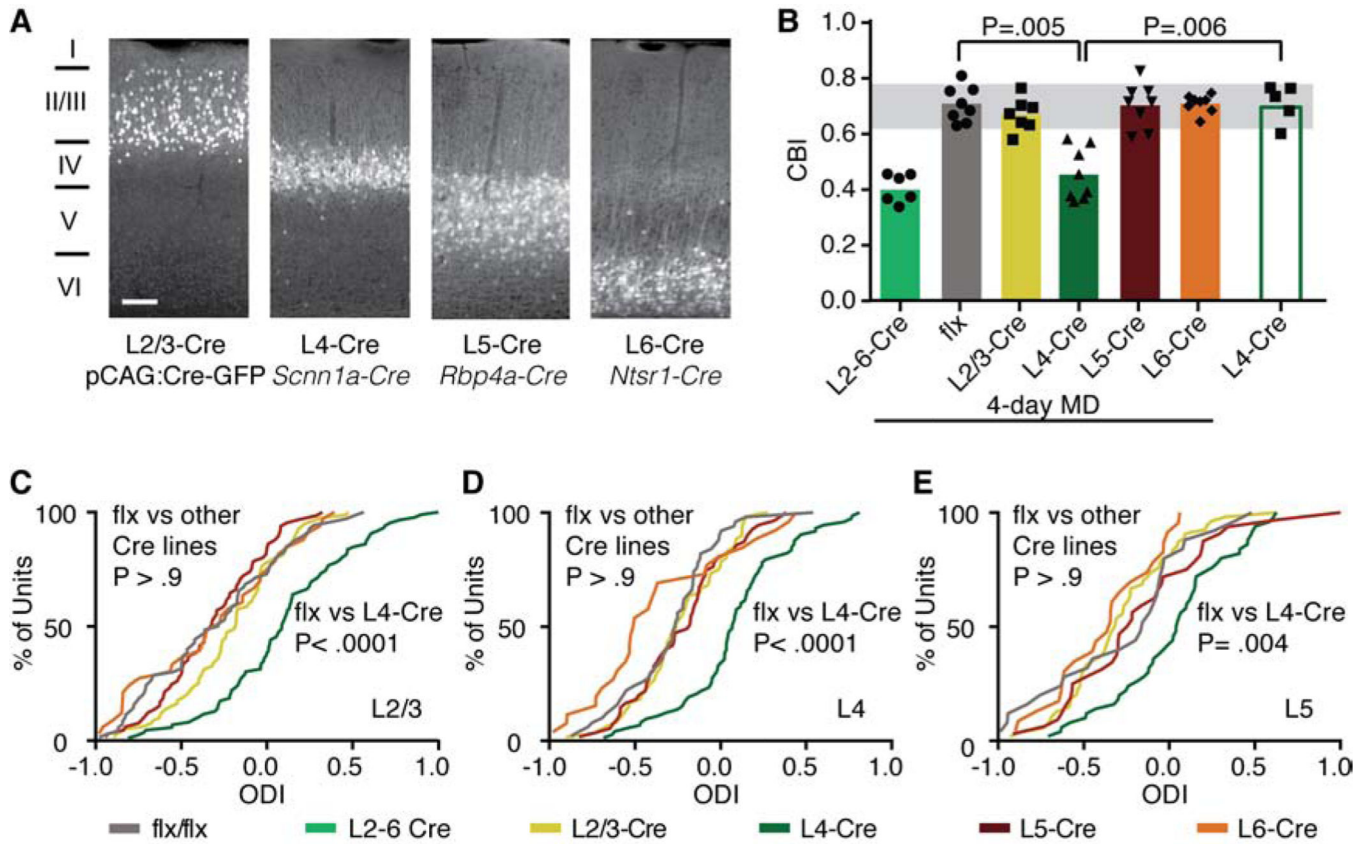 A
I
II/III
IV
V
VI
L2/3-Cre
pCAG:Cre-GFP
L4-Cre
Scnn1a-Cre
L5-Cre
Rbp4a-Cre
L6-Cre
Ntsr1-Cre
B
P=.005
P=.006
CBI
1.0
0.8
0.6
0.4
0.2
0.0
L2-6-Cre
flx
L2/3-Cre
L4-Cre
L5-Cre
L6-Cre
L4-Cre
4-day MD
C
% of Units
100
50
0
flx vs other
Cre lines
P > .9
flx vs L4-Cre
P< .0001
L2/3
-1.0
-0.5
0.0
0.5
1.0
ODI
D
% of Units
100
50
0
flx vs other
Cre lines
P > .9
flx vs L4-Cre
P< .0001
L4
-1.0
-0.5
0.0
0.5
1.0
ODI
E
% of Units
100
50
0
flx vs other
Cre lines
P > .9
flx vs L4-Cre
P= .004
L5
-1.0
-0.5
0.0
0.5
1.0
ODI
flx/flx
L2-6 Cre
L2/3-Cre
L4-Cre
L5-Cre
L6-Cre